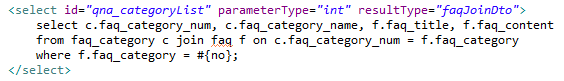 <select id="qna_categoryList" parameterType="int" resultType="faqJoinDto">
select c.faq_category_num, c.faq_category_name, f.faq_title, f.faq_content
from faq_category c join faq f on c.faq_category_num = f.faq_category
where f.faq_category = #{no};
</select>